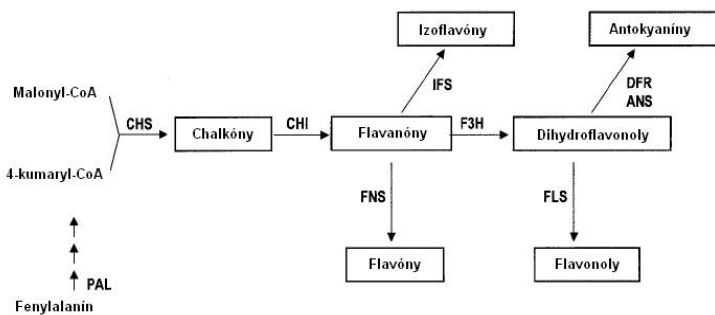 Izoflavóny
Antokyaníny
Malonyl-CoA
IFS
DFR
ANS
CHS
Chalkóny
CHI
Flavanóny
F3H
Dihydroflavonoly
4-kumaryl-CoA
FNS
FLS
Flavóny
Flavonoly
PAL
Fenylalanín